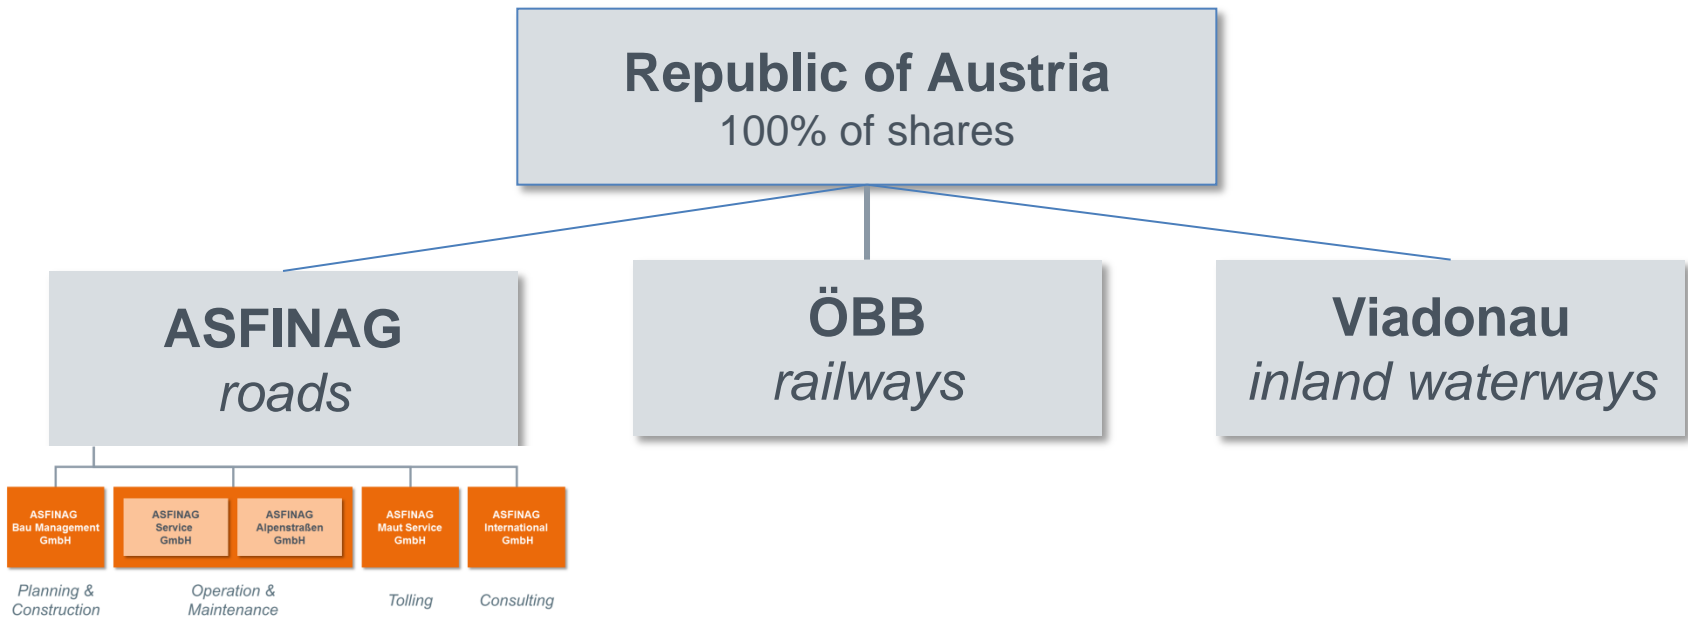 Republic of Austria
100% of shares
ASFINAG
roads
ÖBB
railways
Viadonau
inland waterways
ASFINAG
Bau Management
GmbH
ASFINAG
Service
GmbH
ASFINAG
Alpenstraßen
GmbH
ASFINAG
Maut Service
GmbH
ASFINAG
International
GmbH
Planning &
Construction
Operation &
Maintenance
Tolling
Consulting